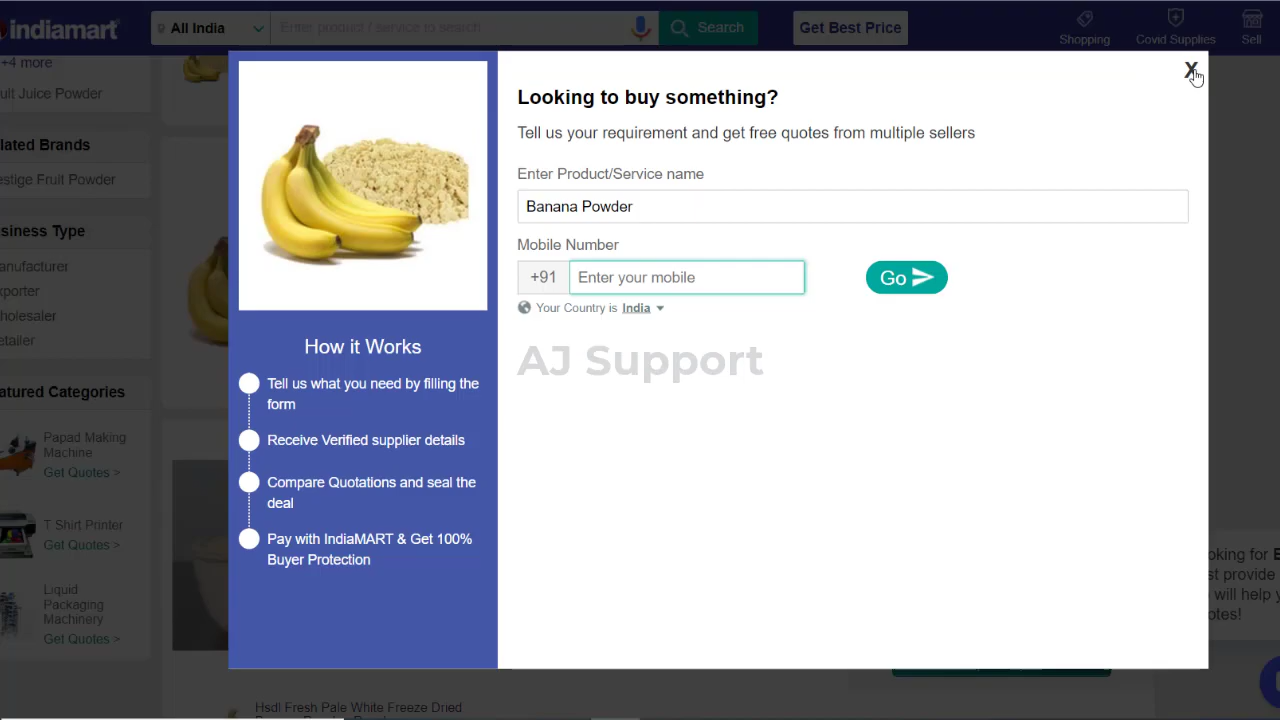 indiamart
All India
Enter product / service to search
Search
Get Best Price
Shopping
Covid Supplies
Sell
+4 more
uit Juice Powder
lated Brands
estige Fruit Powder
siness Type
anufacturer
xporter
holesaler
etailer
atured Categories
Papad Making
Machine
Get Quotes >
T Shirt Printer
Get Quotes >
Liquid
Packaging
Machinery
Get Quotes >
How it Works
Tell us what you need by filling the
form
Receive Verified supplier details
Compare Quotations and seal the
deal
Pay with IndiaMART & Get 100%
Buyer Protection
X
Looking to buy something?
Tell us your requirement and get free quotes from multiple sellers
Enter Product/Service name
Banana Powder
Mobile Number
+91
Enter your mobile
Go
Your Country is India
AJ Support
oking for
st provide
will help
otes!
Hsdl Fresh Pale White Freeze Dried